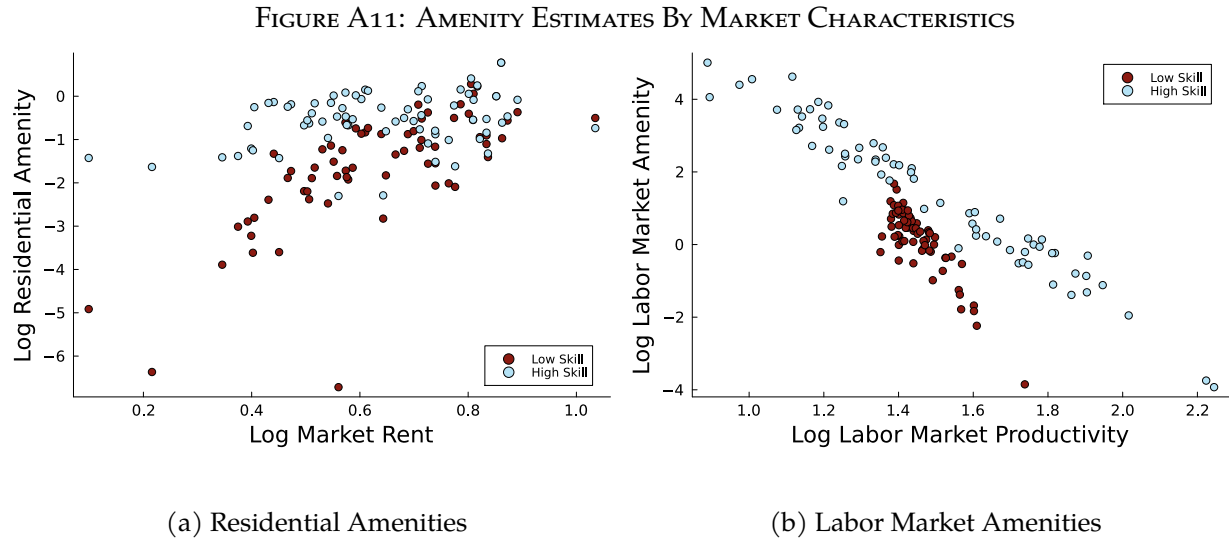 FIGURE A11: AMENITY ESTIMATES BY MARKET CHARACTERISTICS
Log Residential Amenity
0
−1
−2
−3
−4
−5
−6
0.2 0.4 0.6 0.8 1.0
Log Market Rent
Low Skill
High Skill
(a) Residential Amenities
Log Labor Market Amenity
4
2
0
−2
−4
1.0 1.2 1.4 1.6 1.8 2.0 2.2
Log Labor Market Productivity
Low Skill
High Skill
(b) Labor Market Amenities